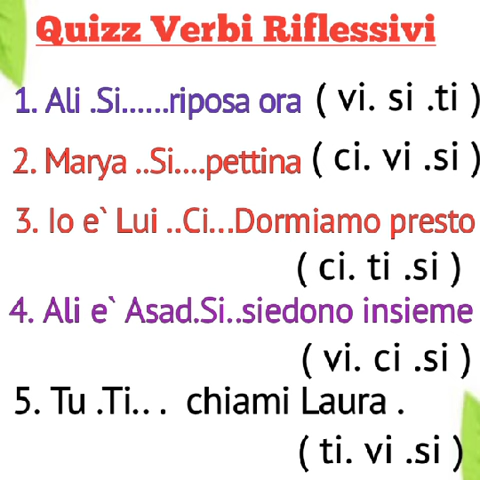 Quizz Verbi Riflessivi
1. Ali .Si......riposa ora ( vi. si .ti )
2. Marya ..Si....pettina ( ci. vi .si )
3. Io e` Lui ..Ci...Dormiamo presto
( ci. ti .si )
4. Ali e` Asad.Si..siedono insieme
( vi. ci .si )
5. Tu .Ti.. . chiami Laura .
( ti. vi .si )